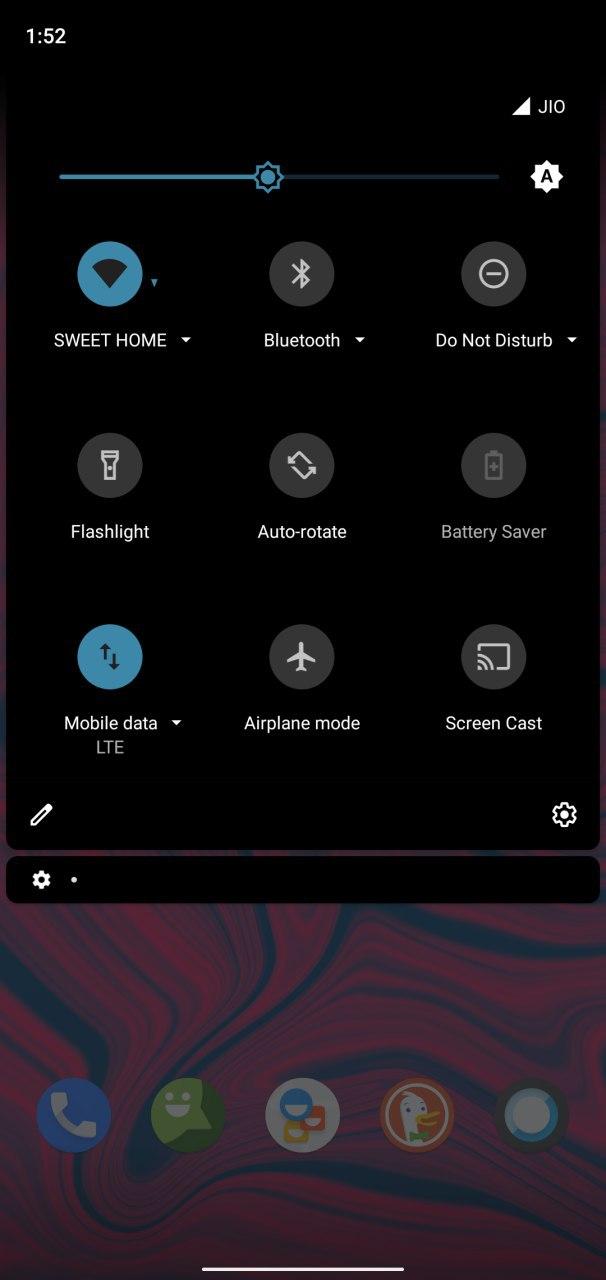 1:52
JIO
A
SWEET HOME
Bluetooth
Do Not Disturb
Flashlight
Auto-rotate
Battery Saver
Mobile data
LTE
Airplane mode
Screen Cast